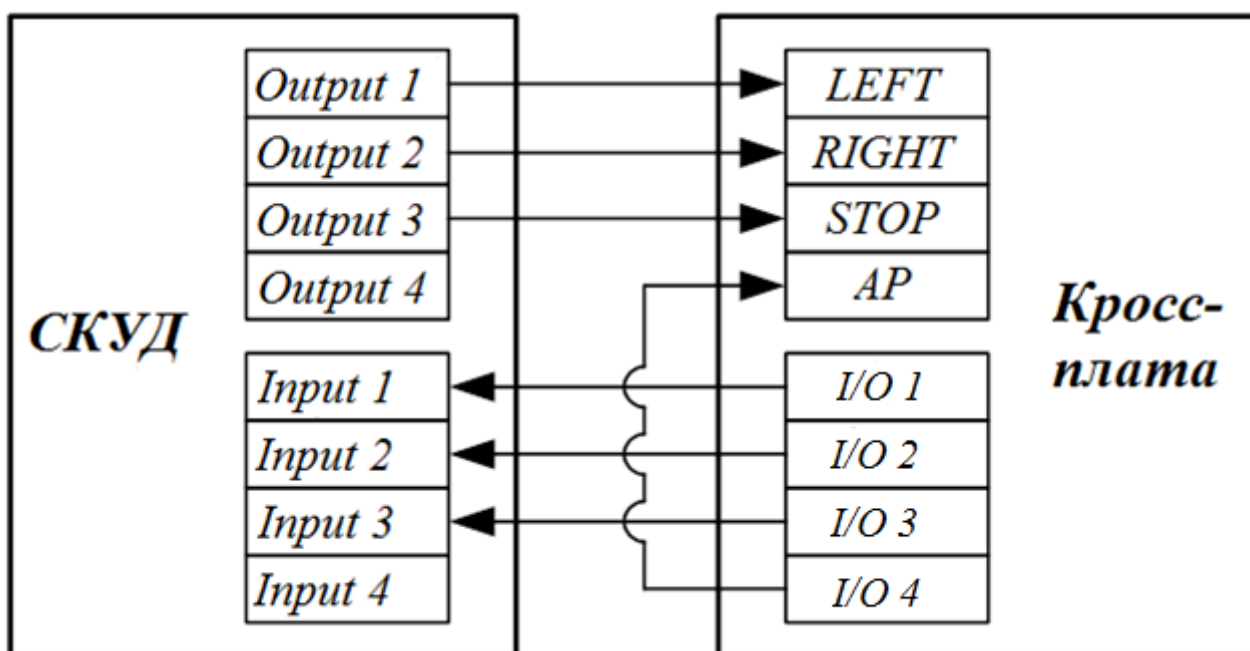 Output 1
Output 2
Output 3
Output 4
СКУД
Input 1
Input 2
Input 3
Input 4
LEFT
RIGHT
STOP
AP
Кросс-
плата
I/O 1
I/O 2
I/O 3
I/O 4